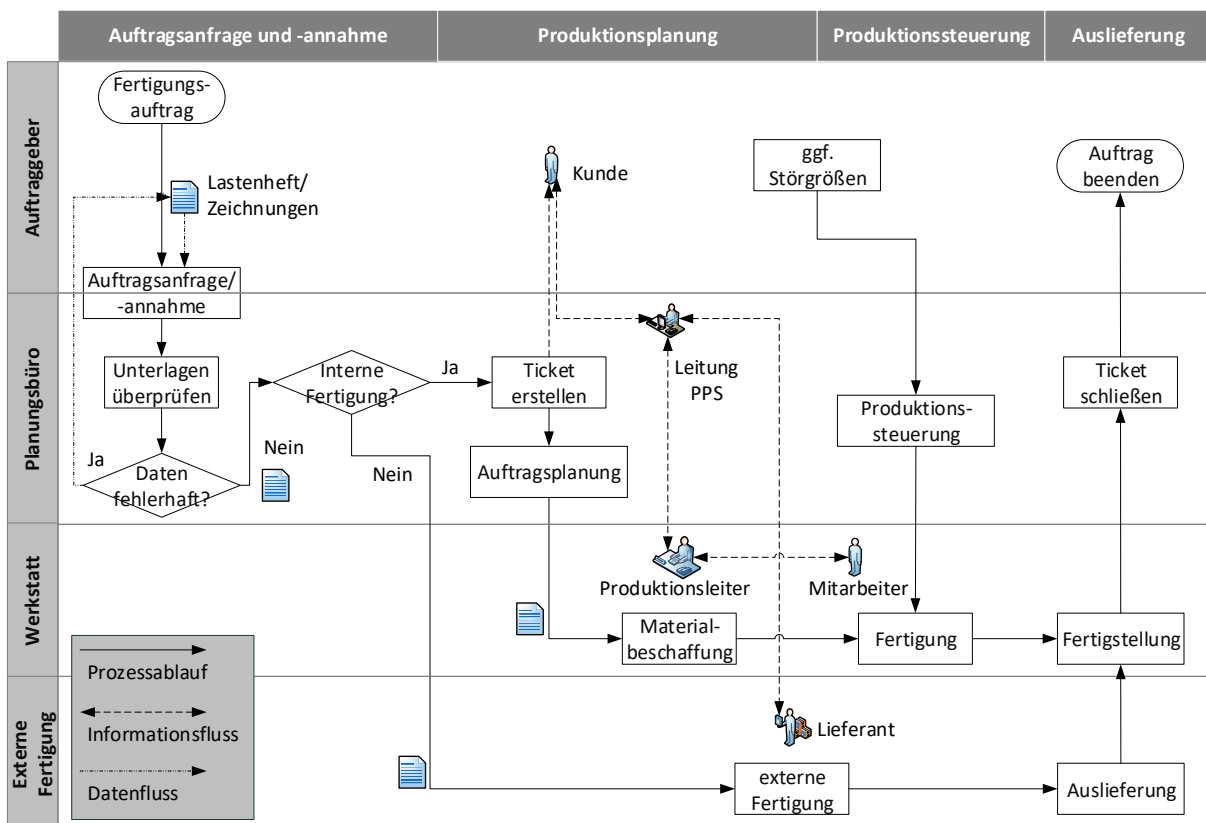 Auftragsanfrage und -annahme
Produktionsplanung
Produktionssteuerung
Auslieferung
Auftraggeber
Fertigungs-
auftrag
Lastenheft/
Zeichnungen
Auftragsanfrage/
-annahme
Kunde
ggf.
Störgrößen
Auftrag
beenden
Planungsbüro
Unterlagen
überprüfen
Ja
Daten
fehlerhaft?
Nein
Interne
Fertigung?
Ja
Nein
Ticket
erstellen
Auftragsplanung
Leitung
PPS
Produktions-
steuerung
Ticket
schließen
Werkstatt
Produktionsleiter
Mitarbeiter
Material-
beschaffung
Fertigung
Fertigstellung
Externe
Fertigung
Lieferant
externe
Fertigung
Auslieferung
Prozessablauf
Informationsfluss
Datenfluss